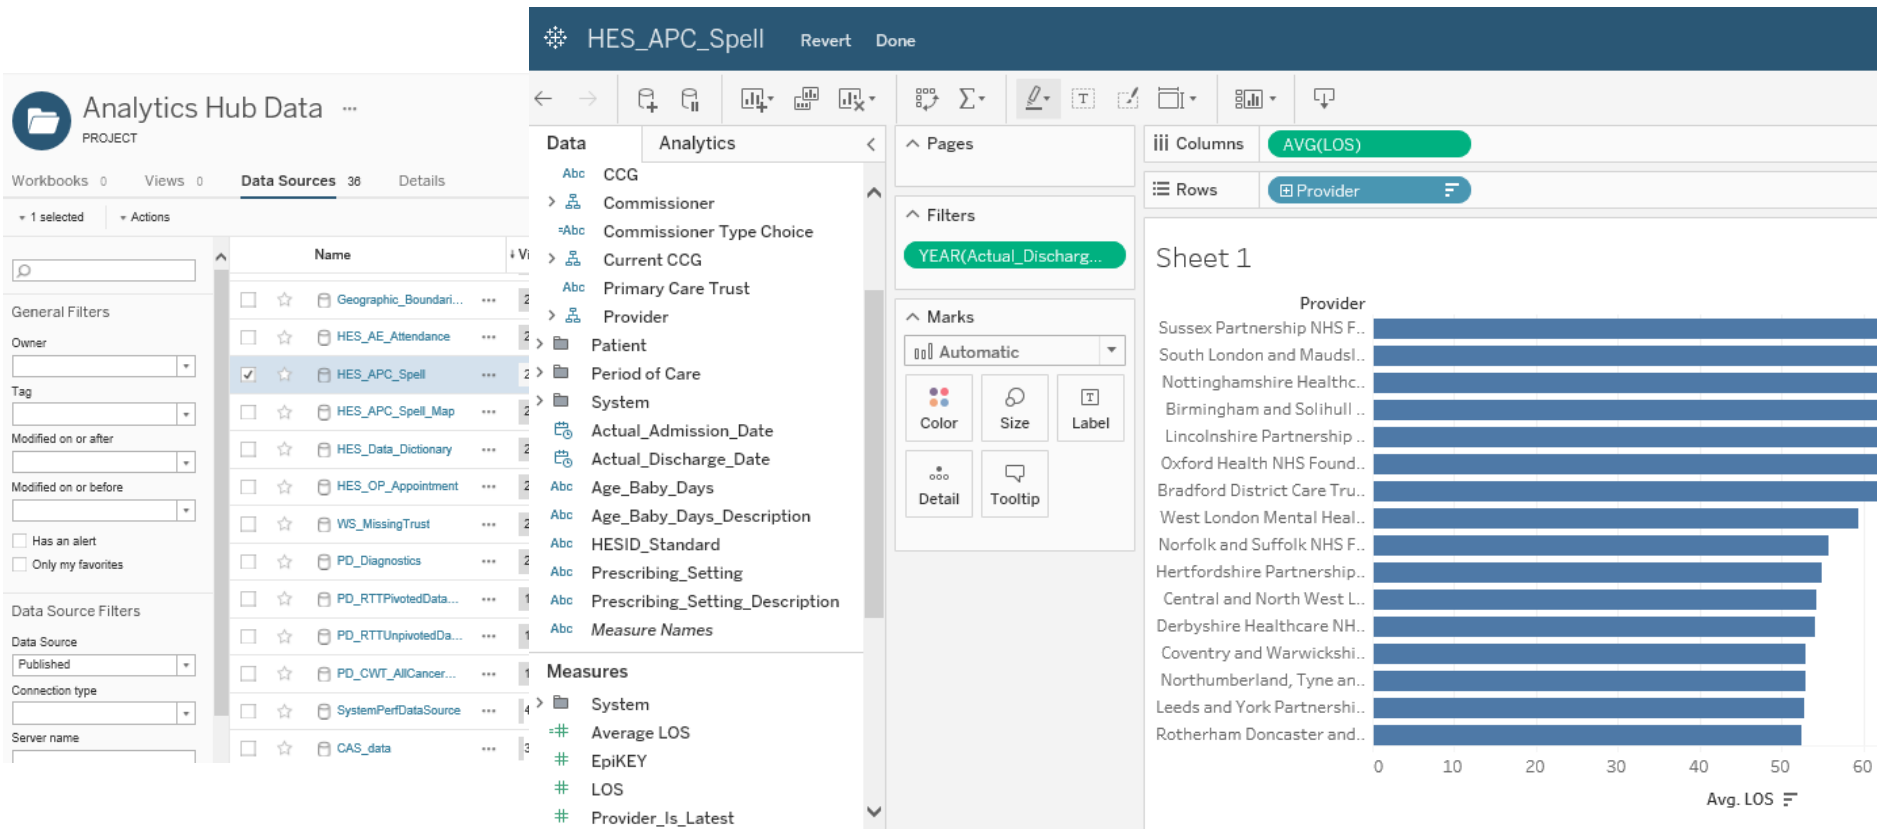 Analytics Hub Data
PROJECT
Workbooks 0 Views 0 Data Sources 36 Details
1 selected Actions
General Filters
Owner
Tag
Modified on or after
Modified on or before
Has an alert
Only my favorites
Data Source Filters
Data Source
Published
Connection type
Server name
Name
Geographic_Boundari...
HES_AE_Attendance
HES_APC_Spell
HES_APC_Spell_Map
HES_Data_Dictionary
HES_OP_Appointment
WS_MissingTrust
PD_Diagnostics
PD_RTTPivotedData...
PD_RTTUnpivotedDa...
PD_CWT_AllCancer...
SystemPerfDataSource
CAS_data
HES_APC_Spell Revert Done
Data Analytics
Abc CCG
Commissioner
=Abc Commissioner Type Choice
Current CCG
Abc Primary Care Trust
Provider
Patient
Period of Care
System
Actual_Admission_Date
Actual_Discharge_Date
Abc Age_Baby_Days
Abc Age_Baby_Days_Description
Abc HESID_Standard
Abc Prescribing_Setting
Abc Prescribing_Setting_Description
Abc Measure Names
Measures
System
=# Average LOS
# EpiKEY
# LOS
# Provider_Is_Latest
Pages
Filters
YEAR(Actual_Discharg...
Marks
Automatic
Color Size Label
Detail Tooltip
Columns AVG(LOS)
Rows Provider
Sheet 1
Provider
Sussex Partnership NHS F..
South London and Maudsl..
Nottinghamshire Healthc..
Birmingham and Solihull ..
Lincolnshire Partnership ..
Oxford Health NHS Found..
Bradford District Care Tru..
West London Mental Heal..
Norfolk and Suffolk NHS F..
Hertfordshire Partnership..
Central and North West L..
Derbyshire Healthcare NH..
Coventry and Warwickshi..
Northumberland, Tyne an..
Leeds and York Partnershi..
Rotherham Doncaster and..
0 10 20 30 40 50 60
Avg. LOS